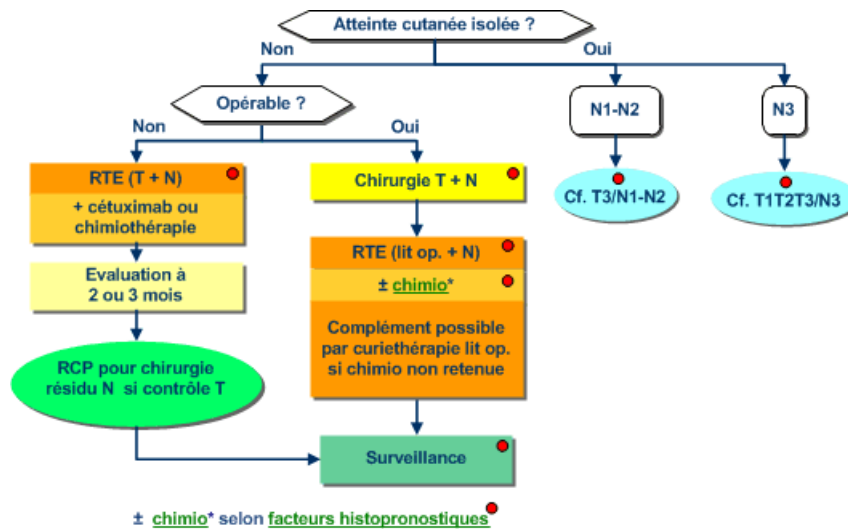 Atteinte cutanée isolée ?
Non
Oui
Opérable ?
N1-N2
N3
Non
Oui
RTE (T + N)
+ cétuximab ou
chimiothérapie
Chirurgie T + N
Cf. T3/N1-N2
Cf. T1T2T3/N3
RTE (lit op. + N)
± chimio*
Evaluation à
2 ou 3 mois
Complément possible
par curiethérapie lit op.
si chimio non retenue
RCP pour chirurgie
résidu N si contrôle T
Surveillance
± chimio* selon facteurs histopronostiques